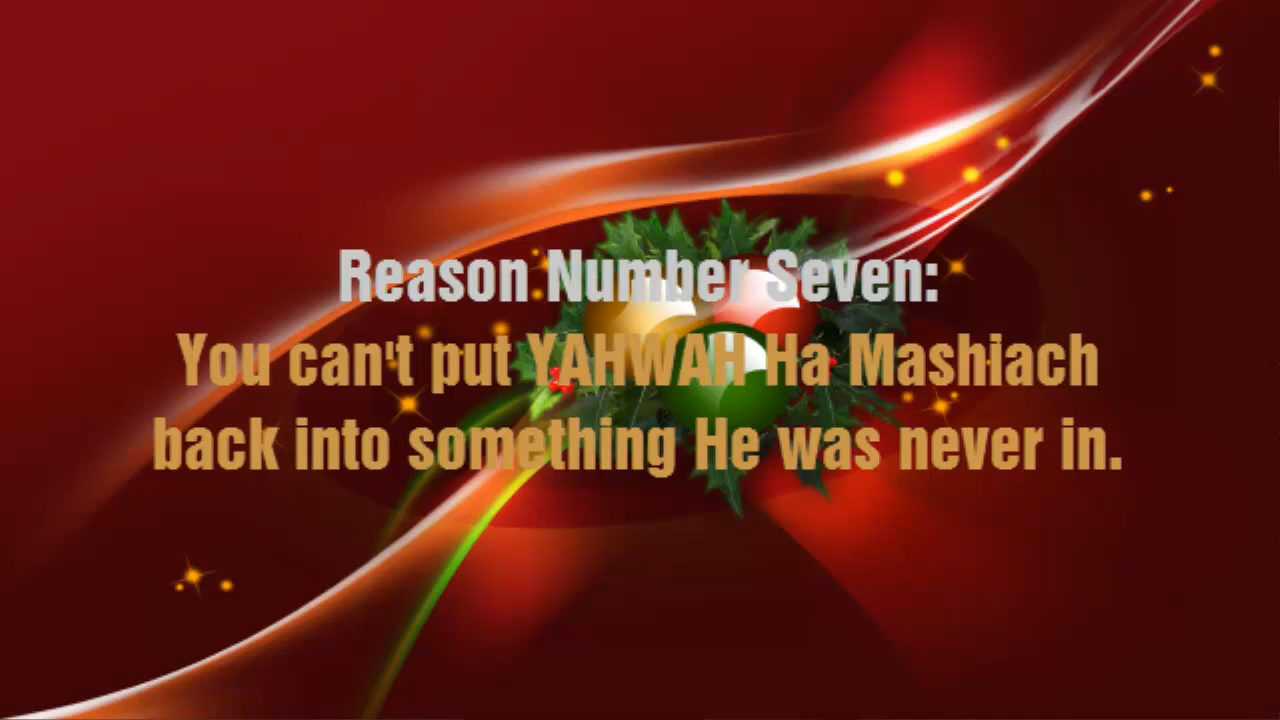 Reason Number Seven:
You can't put YAHWAH Ha Mashiach
back into something He was never in.